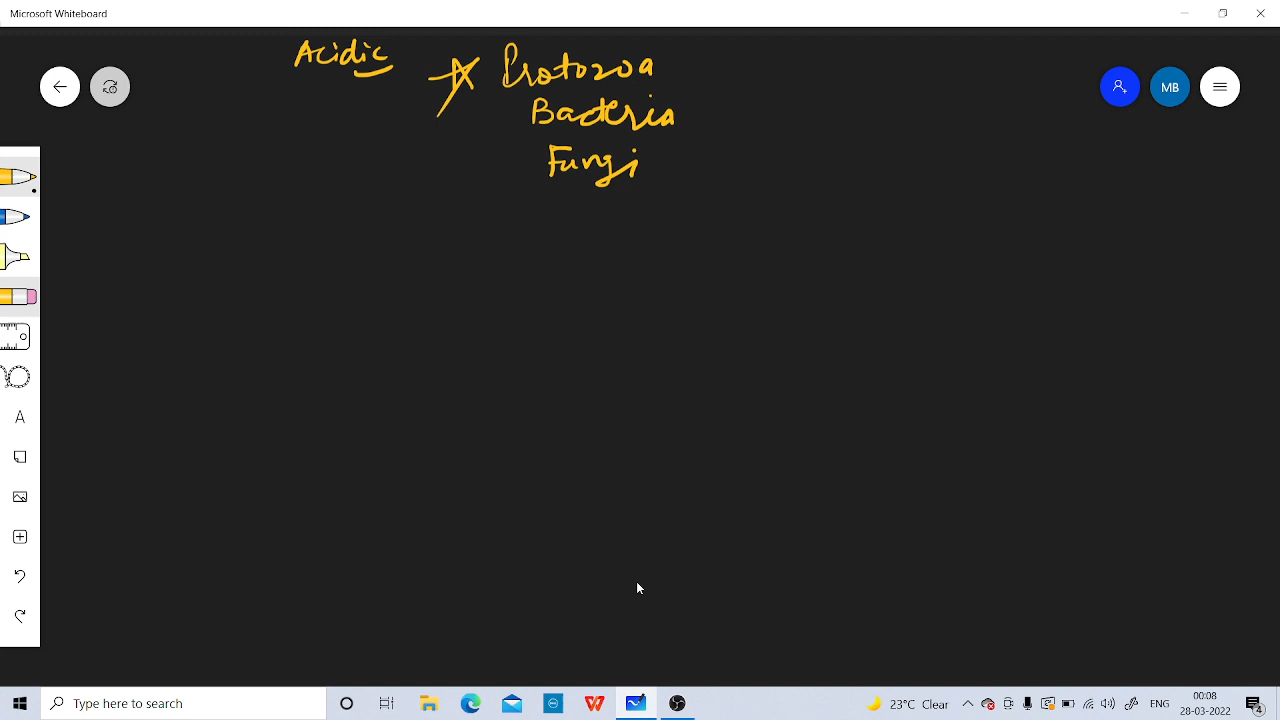 Microsoft Whiteboard
Acidic
Protozoa
Bacteria
Fungi
MB
A
Type here to search
23°C Clear
ENG
00:08
28-03-2022
4